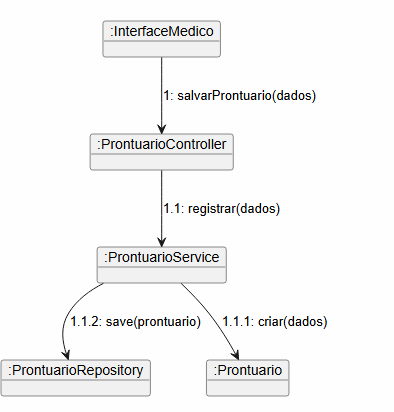 :InterfaceMedico
1: salvarProntuario(dados)
:ProntuarioController
1.1: registrar(dados)
:ProntuarioService
1.1.2: save(prontuario)
1.1.1: criar(dados)
:ProntuarioRepository
:Prontuario